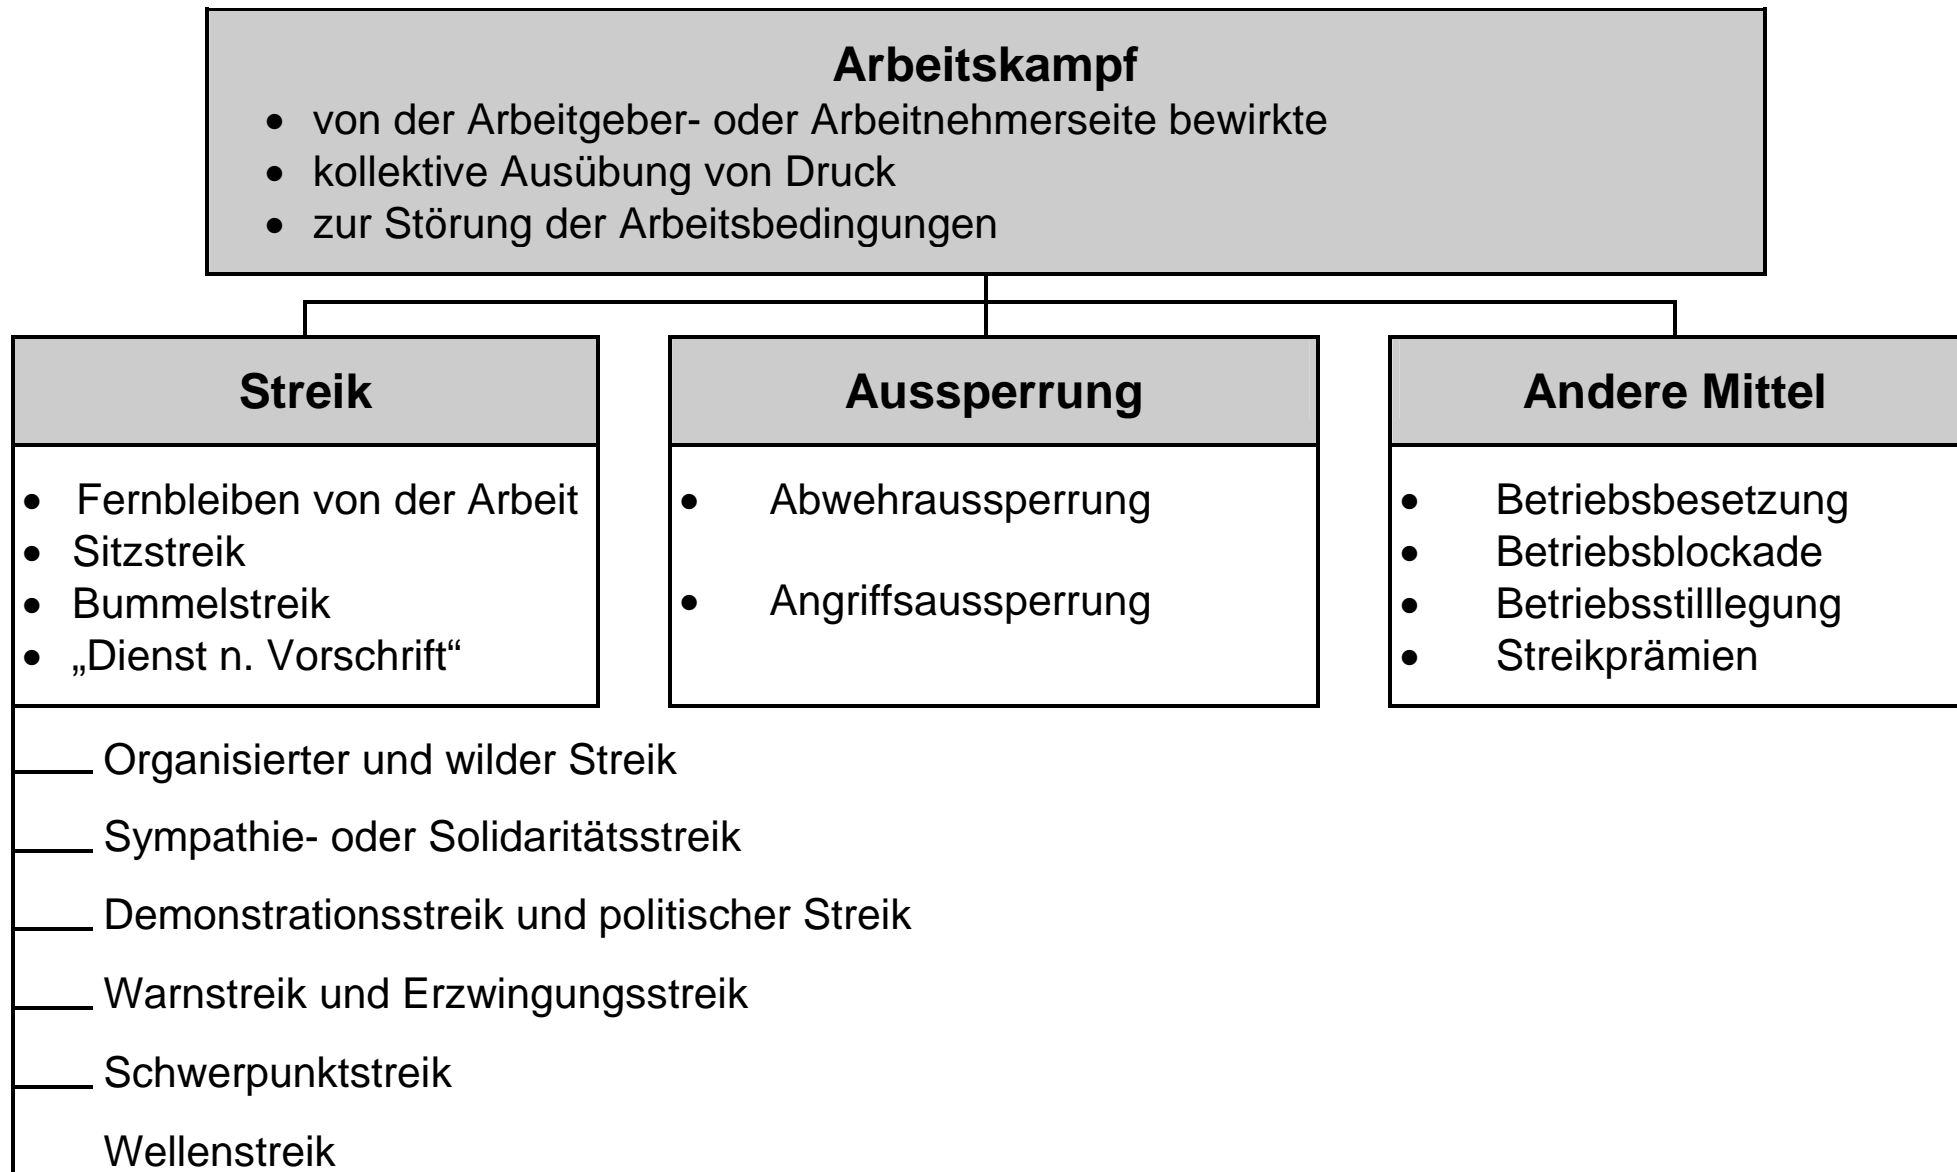 Arbeitskampf
• von der Arbeitgeber- oder Arbeitnehmerseite bewirkte
• kollektive Ausübung von Druck
• zur Störung der Arbeitsbedingungen
Streik
• Fernbleiben von der Arbeit
• Sitzstreik
• Bummelstreik
• „Dienst n. Vorschrift“
Aussperrung
• Abwehraussperrung
• Angriffsaussperrung
Andere Mittel
• Betriebsbesetzung
• Betriebsblockade
• Betriebsstilllegung
• Streikprämien
Organisierter und wilder Streik
Sympathie- oder Solidaritätsstreik
Demonstrationsstreik und politischer Streik
Warnstreik und Erzwingungsstreik
Schwerpunktstreik
Wellenstreik